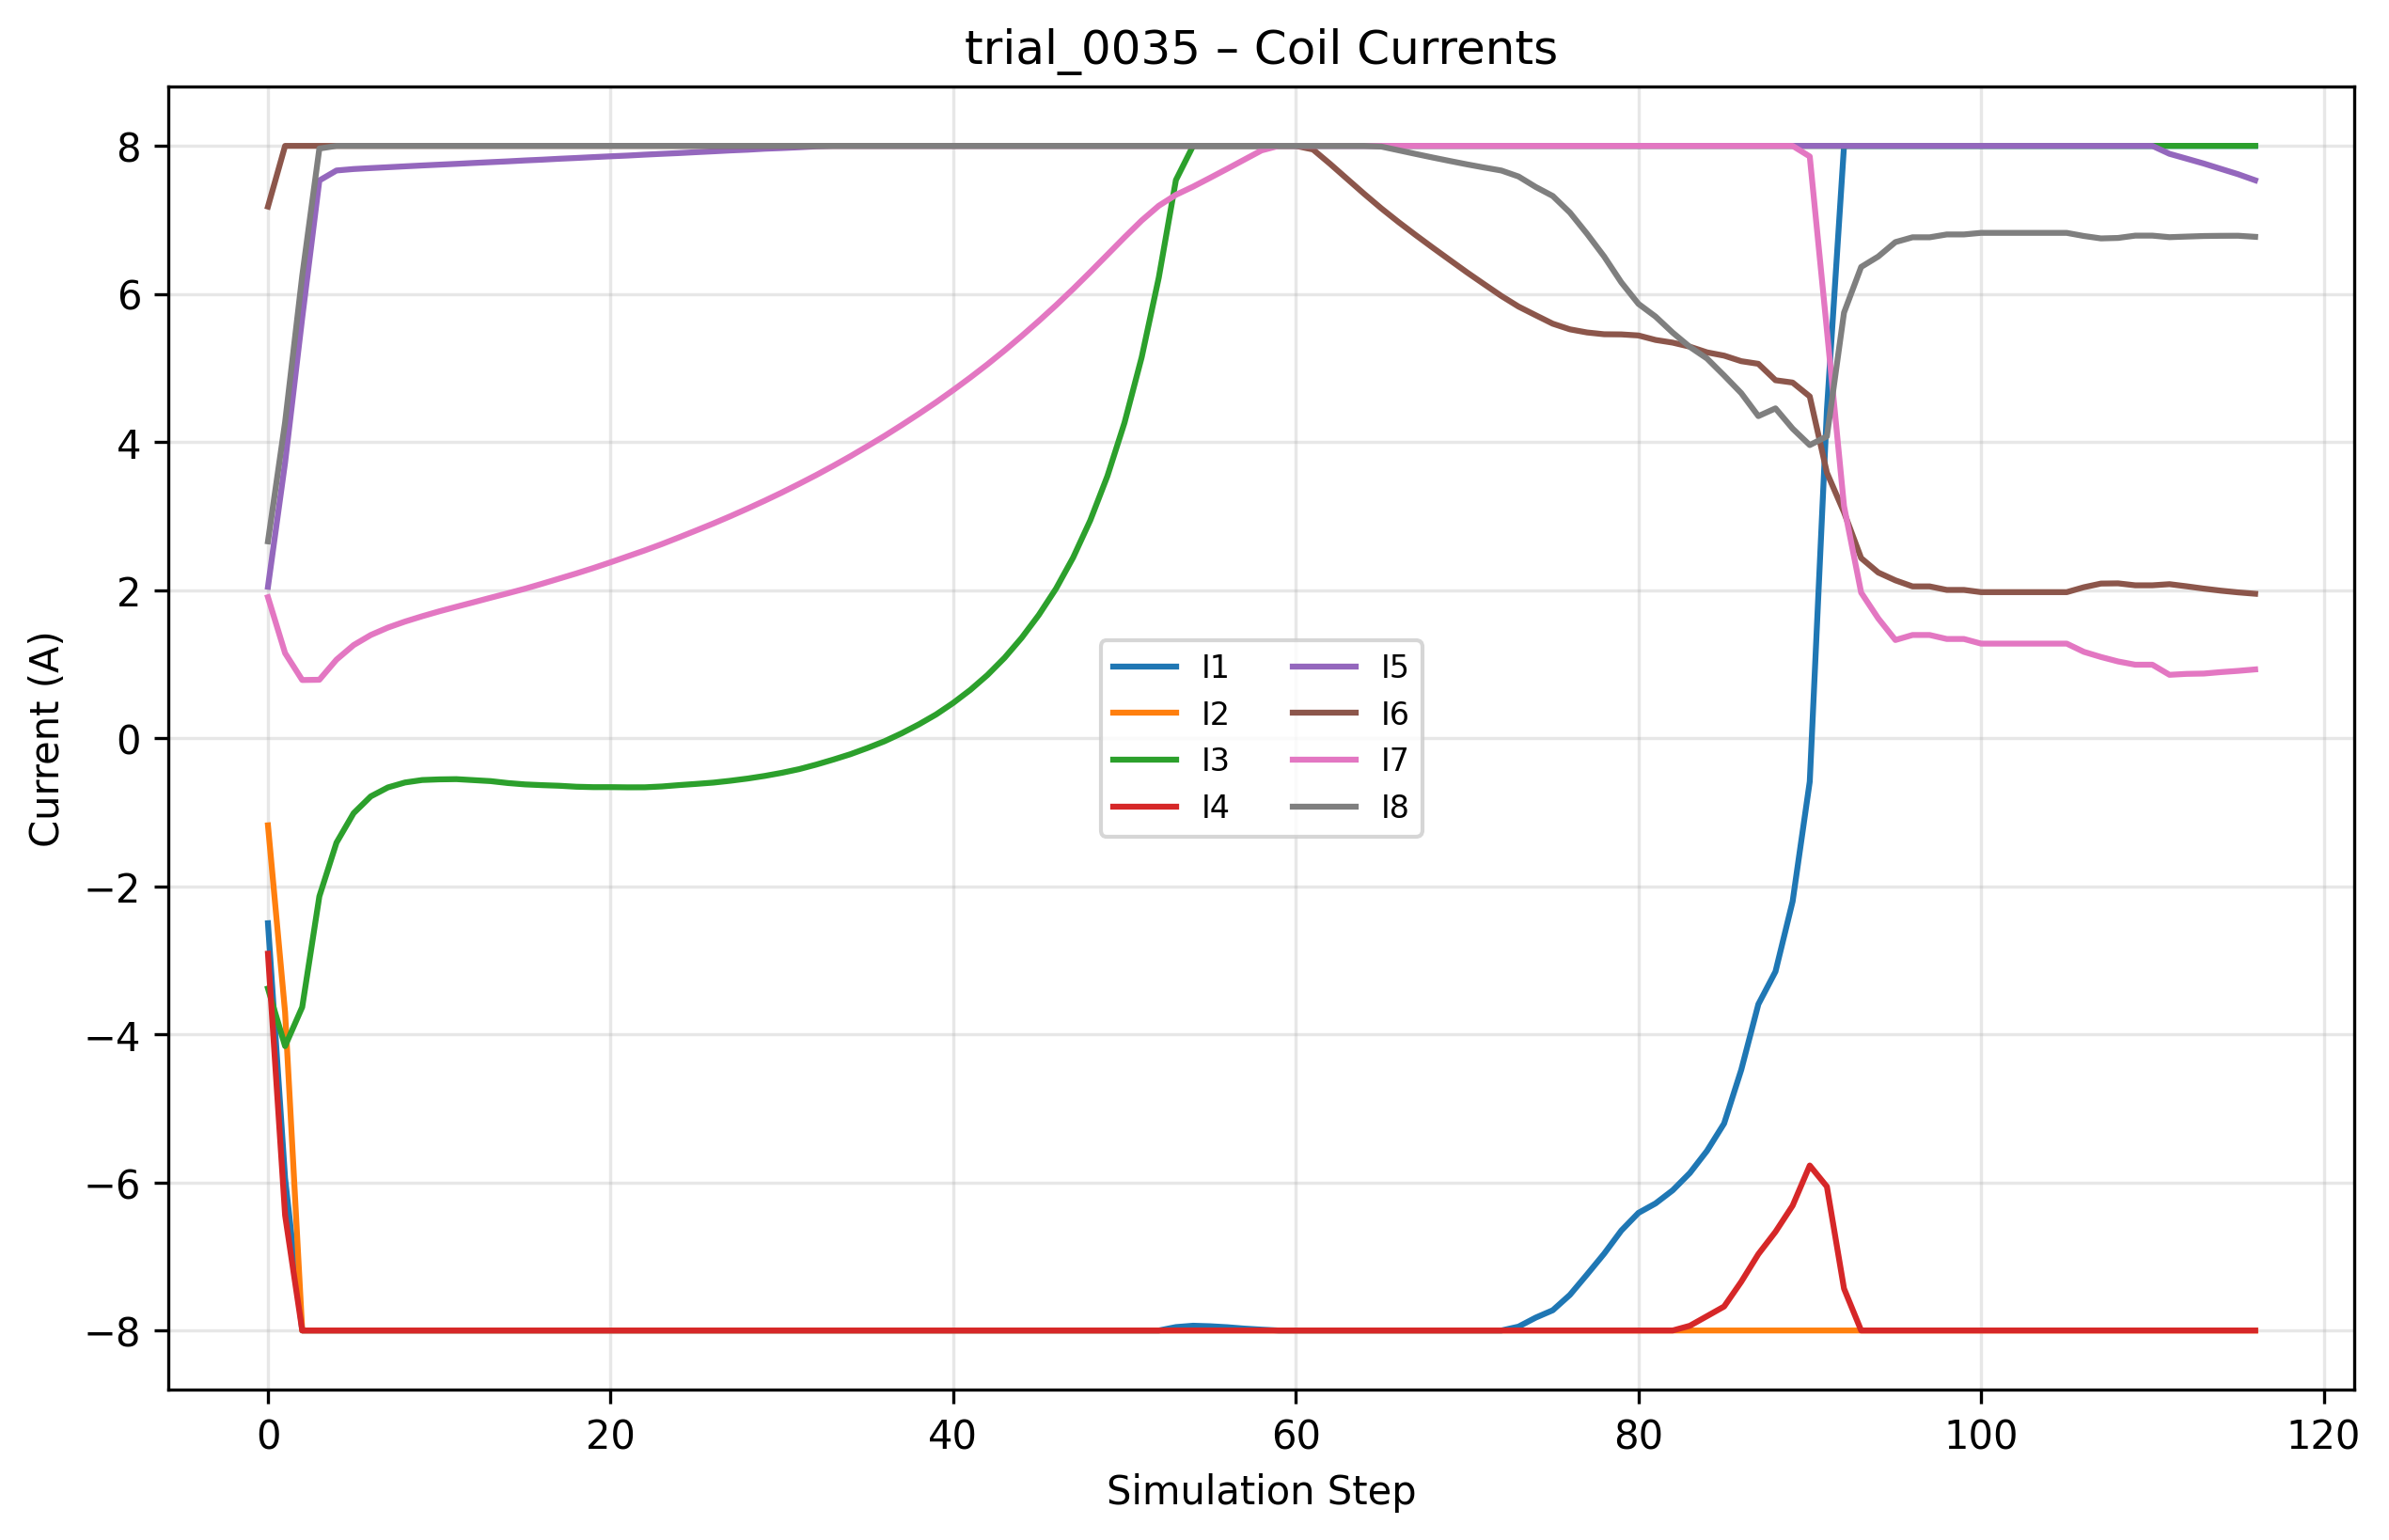 trial_0035 – Coil Currents
Current (A)
8
6
4
2
0
−2
−4
−6
−8
I1
I2
I3
I4
I5
I6
I7
I8
0
20
40
60
80
100
120
Simulation Step